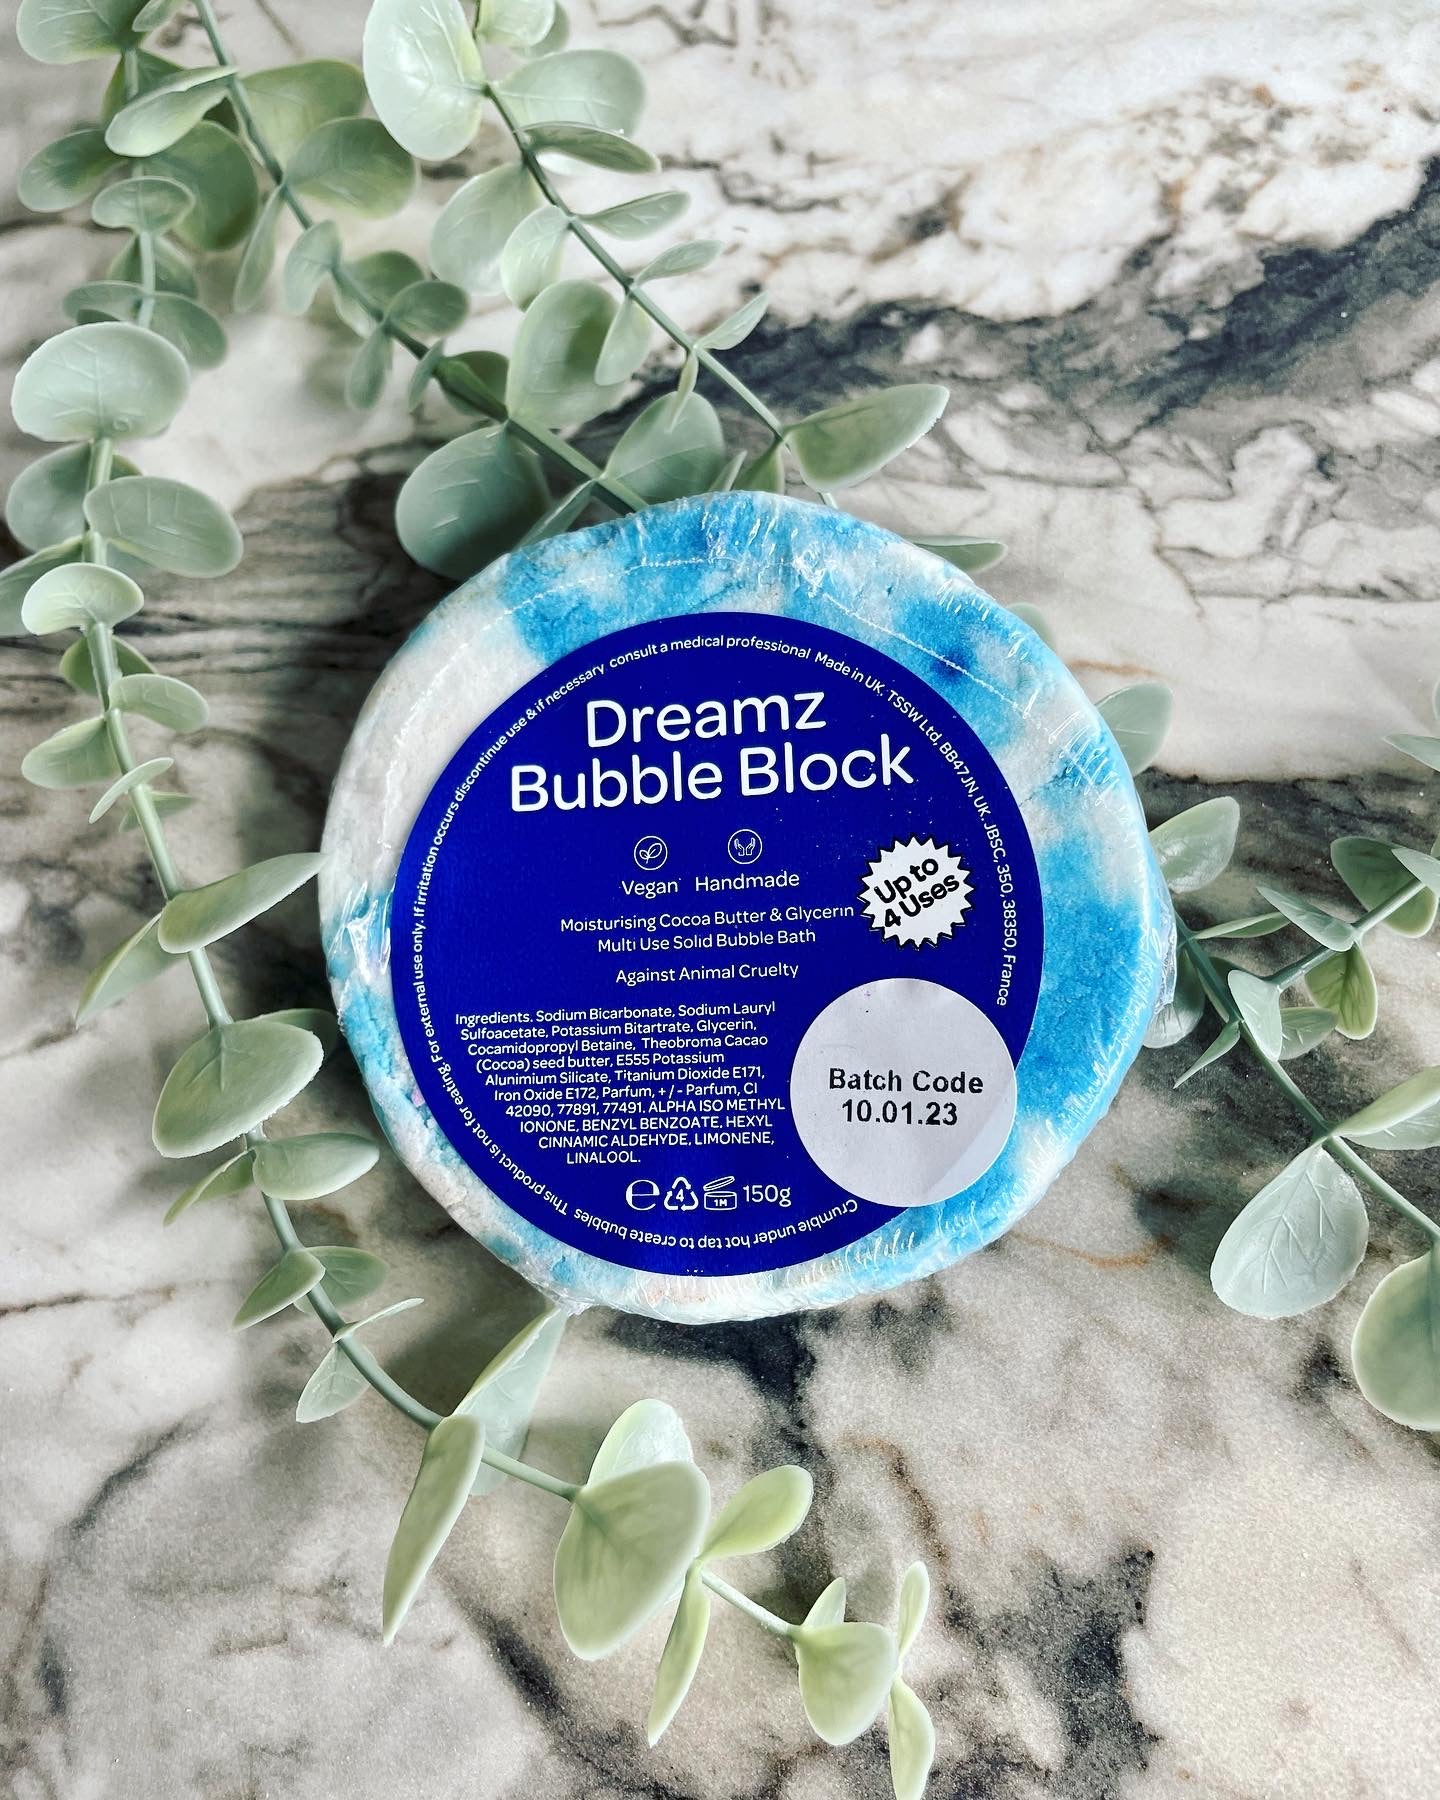 Dreamz
Bubble Block
Vegan Handmade
Up to
4 Uses
Moisturising Cocoa Butter & Glycerin
Multi Use Solid Bubble Bath
Against Animal Cruelty
Ingredients. Sodium Bicarbonate, Sodium Lauryl
Sulfoacetate, Potassium Bitartrate, Glycerin,
Cocamidopropyl Betaine, Theobroma Cacao
(Cocoa) seed butter, E555 Potassium
Alunimium Silicate, Titanium Dioxide E171,
Iron Oxide E172, Parfum, + / - Parfum, CI
42090, 77891, 77491. ALPHA ISO METHYL
IONONE, BENZYL BENZOATE, HEXYL
CINNAMIC ALDEHYDE, LIMONENE,
LINALOOL.
Batch Code
10.01.23
e 4 1M 150g
Crumble under hot tap to create bubbles This product is not for eating For external use only. If irritation occurs discontinue use & if necessary consult a medical professional Made in UK, TSSW Ltd, BB47JN, UK. JBSC, 350, 38350, France